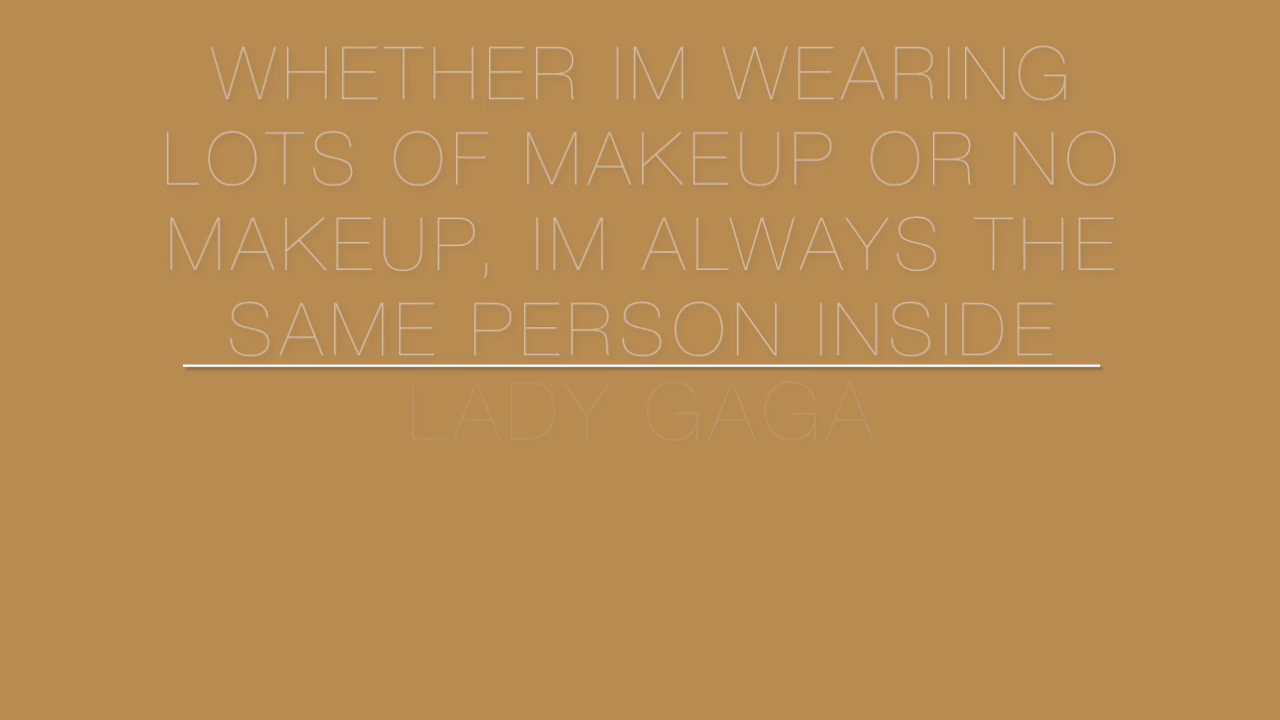 WHETHER IM WEARING
LOTS OF MAKEUP OR NO
MAKEUP, IM ALWAYS THE
SAME PERSON INSIDE
LADY GAGA